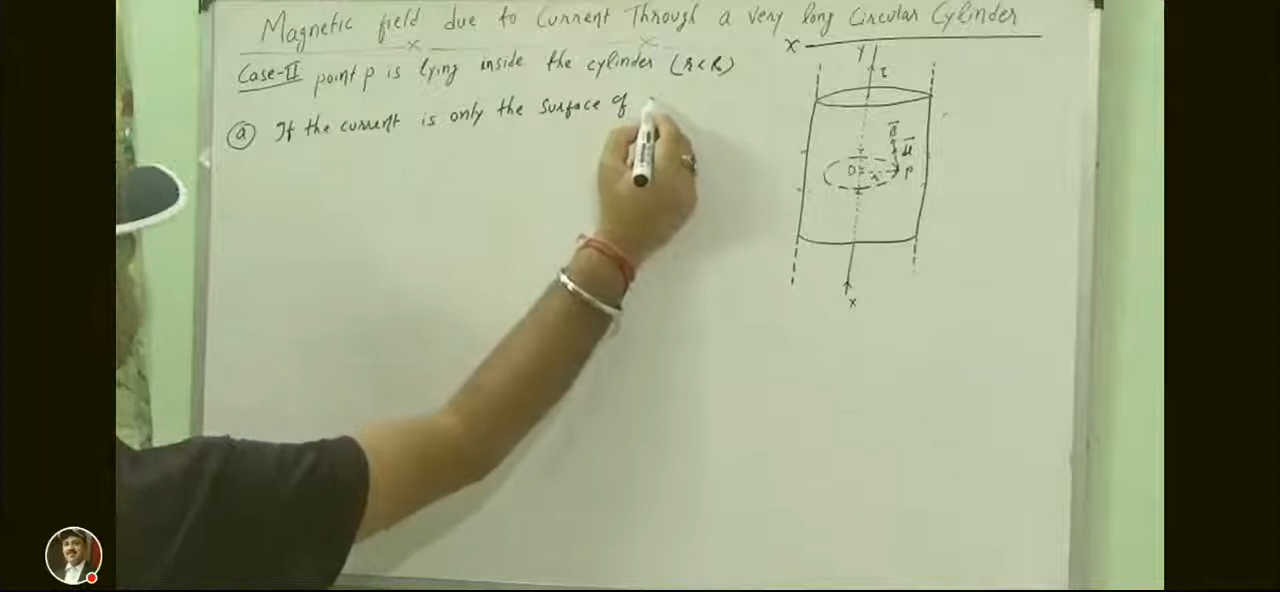 Magnetic field due to Current Through a very long Circular Cylinder
Case-II point p is lying inside the cylinder (r<R)
(a) If the current is only the surface of
X
Y
I
B
dl
O
r
P
X